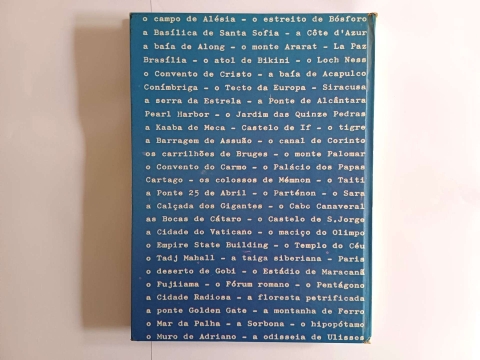 o campo de Alésia - o estreito de Bósforo
a Basílica de Santa Sofia - a Côte d'Azur
a baía de Along - o monte Ararat - La Paz
Brasília - o atol de Bikini - o Loch Ness
o Convento de Cristo - a baía de Acapulco
Conímbriga - o Tecto da Europa - Siracusa
a serra da Estrela - a Ponte de Alcântara
Pearl Harbor - o Jardim das Quinze Pedras
a Kaaba de Meca - Castelo de If - o tigre
a Barragem de Assuão - o canal de Corinto
os carrilhões de Bruges - o monte Palomar
o Convento do Carmo - o Palácio dos Papas
Cartago - os colossos de Mémnon - o Taiti
a Ponte 25 de Abril - o Parténon - o Sara
a Calçada dos Gigantes - o Cabo Canaveral
as Bocas de Cátaro - o Castelo de S.Jorge
a Cidade do Vaticano - o maciço do Olimpo
o Empire State Building - o Templo do Céu
o Tadj Mahall - a taiga siberiana - Paris
o deserto de Gobi - o Estádio de Maracanã
o Fujiiama - o Fórum romano - o Pentágono
a Cidade Radiosa - a floresta petrificada
a ponte Golden Gate - a montanha de Ferro
o Mar da Palha - a Sorbona - o hipopótamo
o Muro de Adriano - a odisseia de Ulisses